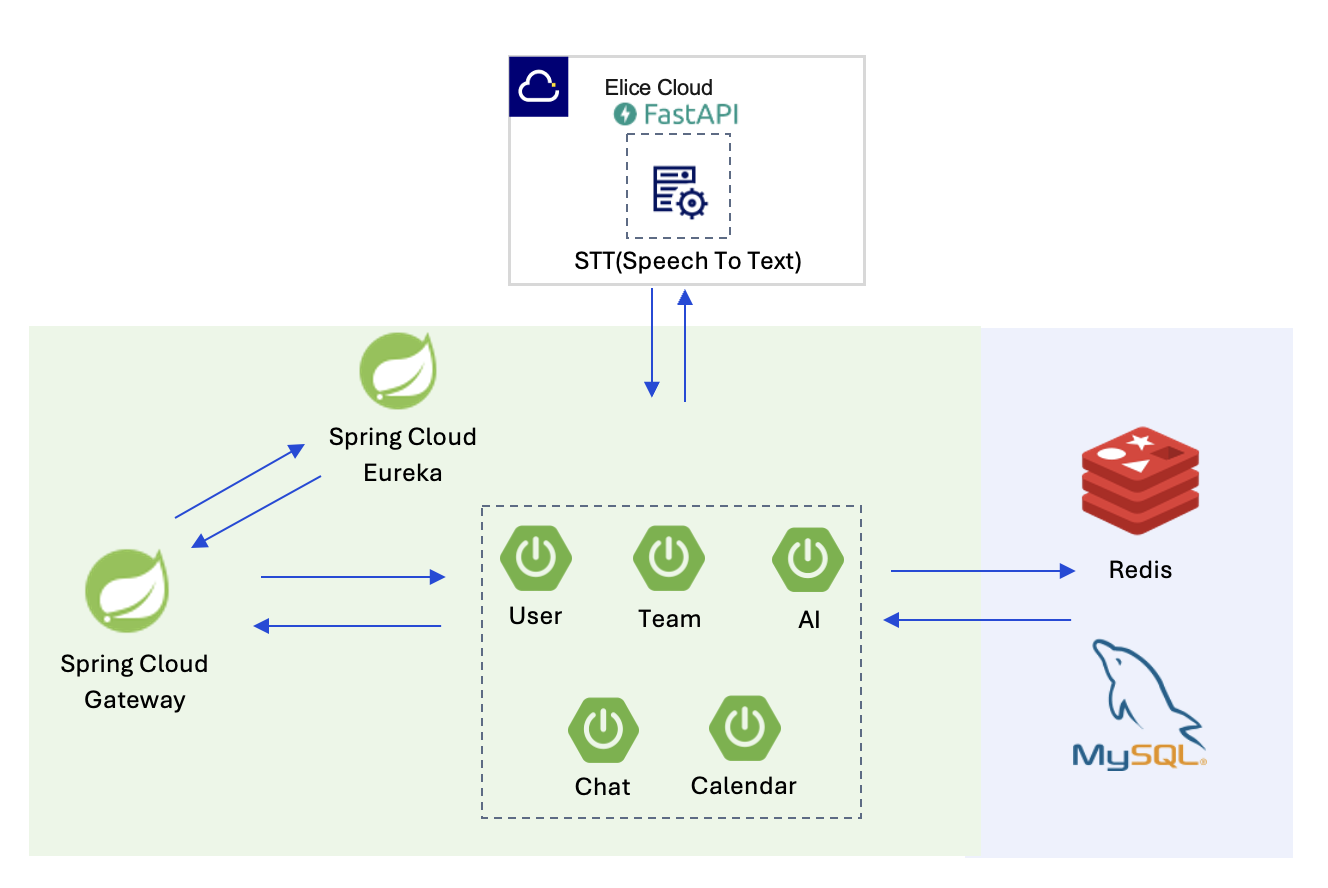 Elice Cloud
FastAPI
STT(Speech To Text)
Spring Cloud
Eureka
Spring Cloud
Gateway
User
Team
AI
Chat
Calendar
Redis
MySQL®